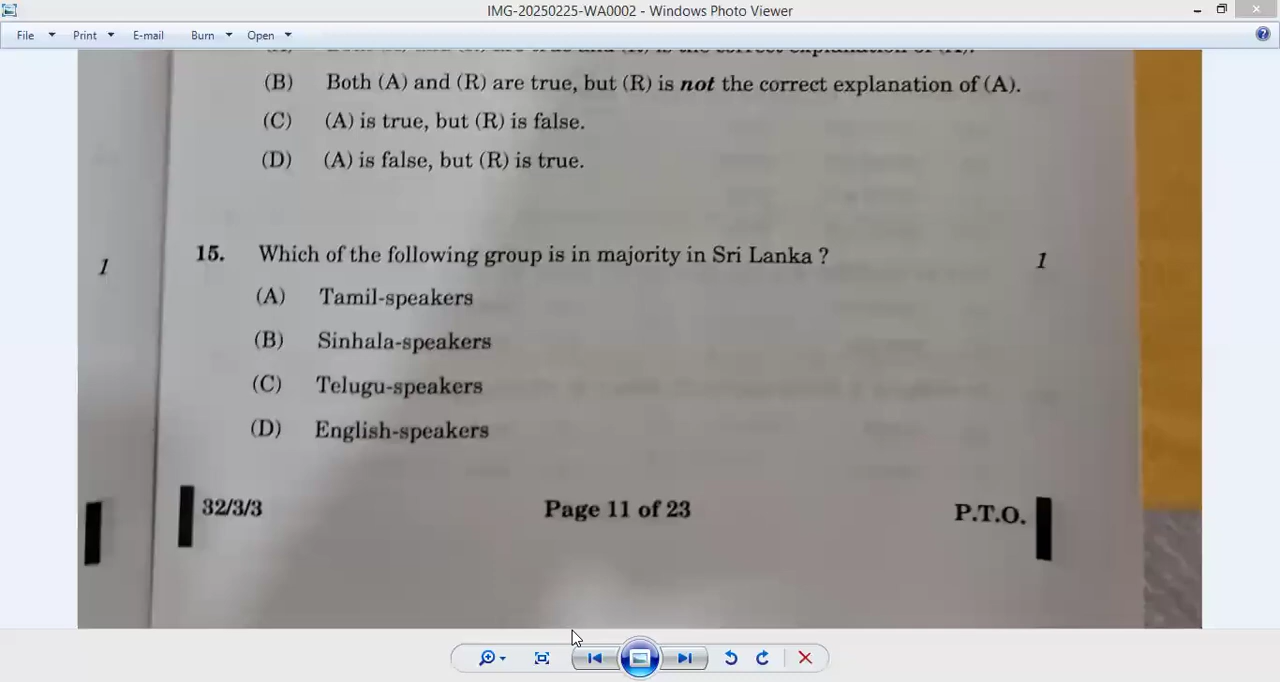 IMG-20250225-WA0002 - Windows Photo Viewer
File Print E-mail Burn Open
(B) Both (A) and (R) are true, but (R) is not the correct explanation of (A).
(C) (A) is true, but (R) is false.
(D) (A) is false, but (R) is true.
1 15. Which of the following group is in majority in Sri Lanka ? 1
(A) Tamil-speakers
(B) Sinhala-speakers
(C) Telugu-speakers
(D) English-speakers
32/3/3 Page 11 of 23 P.T.O.